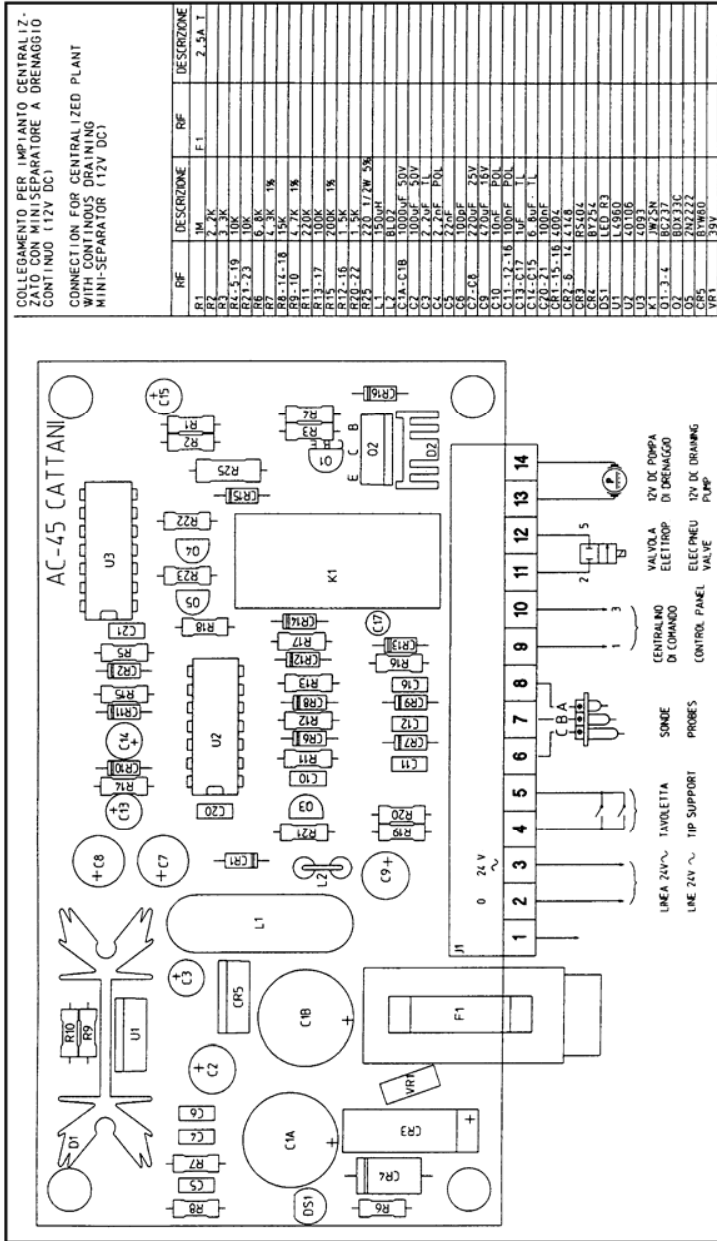 COLLEGAMENTO PER IMPIANTO CENTRALIZ-
ZATO CON MINISEPARATORE A DRENAGGIO
CONTINUO (12V DC)
CONNECTION FOR CENTRALIZED PLANT
WITH CONTINOUS DRAINING
MINI-SEPARATOR (12V DC)
RIF DESCRIZIONE RIF DESCRIZIONE
R1 1M F1 2,5A T
R2 2.2K
R3 3.3K
R4-5-19 10K
R21-23 10K
R6 6.8K
R7 4.3K 1%
R8-14-18 15K
R9-10 4.7K 1%
R11 220K
R13-17 100K
R15 200K 1%
R12-16 1.5K
R20-22 1.5K
R25 220 1/2W 5%
L1 150uH
L2 BL02
C1A-C1B 1000uF 50V
C2 100uF 50V
C3 2.2uF TL
C4 2.2nF POL
C5 22nF
C6 100pF
C7-C8 220uF 25V
C9 470uF 16V
C10 10nF POL
C11-12-16 100nF POL
C13-C17 1uF TL
C14-C15 6.8uF TL
C20-21 100nF
CR1-15-16 4004
CR2-6..14 4148
CR3 RS404
CR4 BY254
DS1 LED R3
U1 L4960
U2 40106
U3 4093
K1 JW2SN
Q1-3-4 BC237
Q2 BDX33C
Q5 2N2222
CR5 BYW80
VR1 39V
AC-45 CATTANI
C15
R1
R2
R4
R3
CR16
U3
R25
CR15
Q1
E C B
Q2
D2
R22
Q4
R23
Q5
R18
K1
C21
R5
CR2
R15
CR11
C14
CR10
R14
C13
U2
C20
CR14
R17
CR12
R13
CR8
R12
CR6
R11
C10
Q3
R21
C17
CR13
R16
C16
CR9
C12
CR7
C11
R20
R19
C8
C7
CR1
L2
C9
L1
R10
R9
U1
D1
C3
CR5
C2
C1B
C6
C4
R7
C5
R8
C1A
DS1
VR1
CR3
CR4
R6
F1
J1
0 24 V ~
1 2 3 4 5 6 7 8 9 10 11 12 13 14
C B A
1 3
2 5
P
LINEA 24V ~
LINE 24V ~
TAVOLETTA
TIP SUPPORT
SONDE
PROBES
CENTRALINO
DI COMANDO
CONTROL PANEL
VALVOLA
ELETTROP
ELECPNEU
VALVE
12V DC POMPA
DI DRENAGGIO
12V DC DRAINING
PUMP